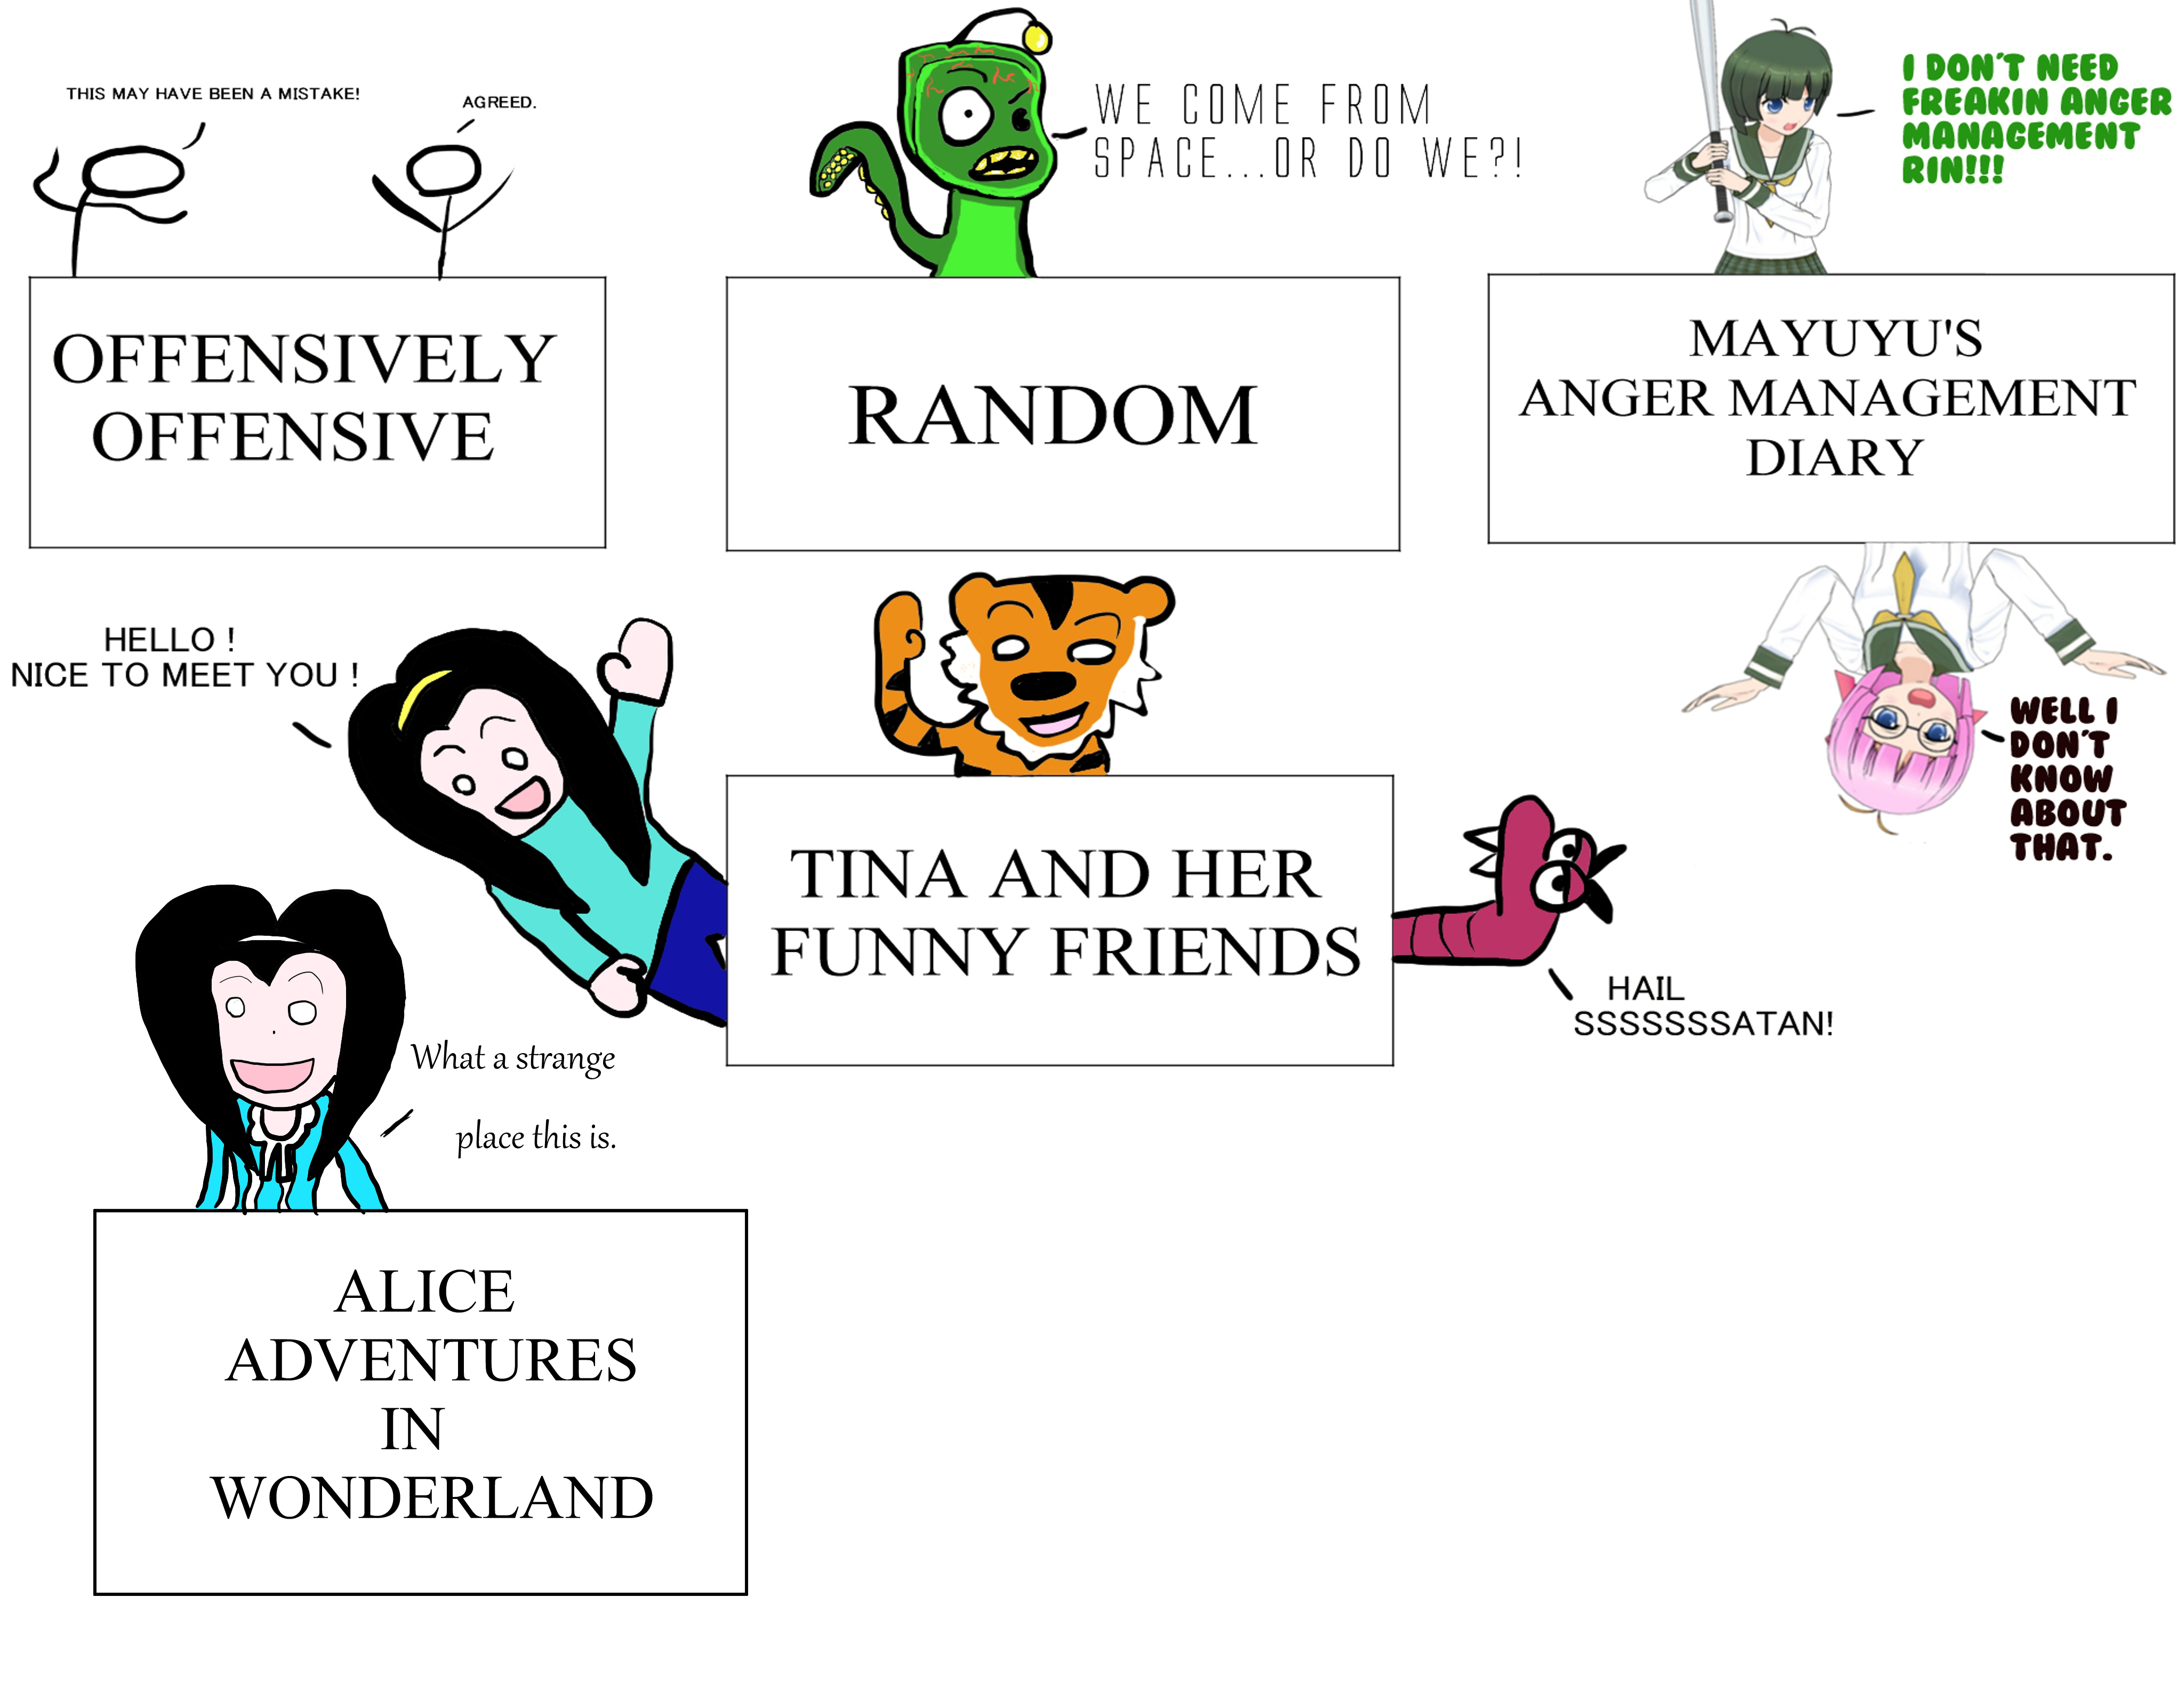 THIS MAY HAVE BEEN A MISTAKE!
AGREED.
OFFENSIVELY
OFFENSIVE
WE COME FROM
SPACE...OR DO WE?!
RANDOM
I DON'T NEED
FREAKIN ANGER
MANAGEMENT
RIN!!!
MAYUYU'S
ANGER MANAGEMENT
DIARY
WELL I
DON'T
KNOW
ABOUT
THAT.
HELLO !
NICE TO MEET YOU !
TINA AND HER
FUNNY FRIENDS
HAIL
SSSSSSSATAN!
What a strange
place this is.
ALICE
ADVENTURES
IN
WONDERLAND